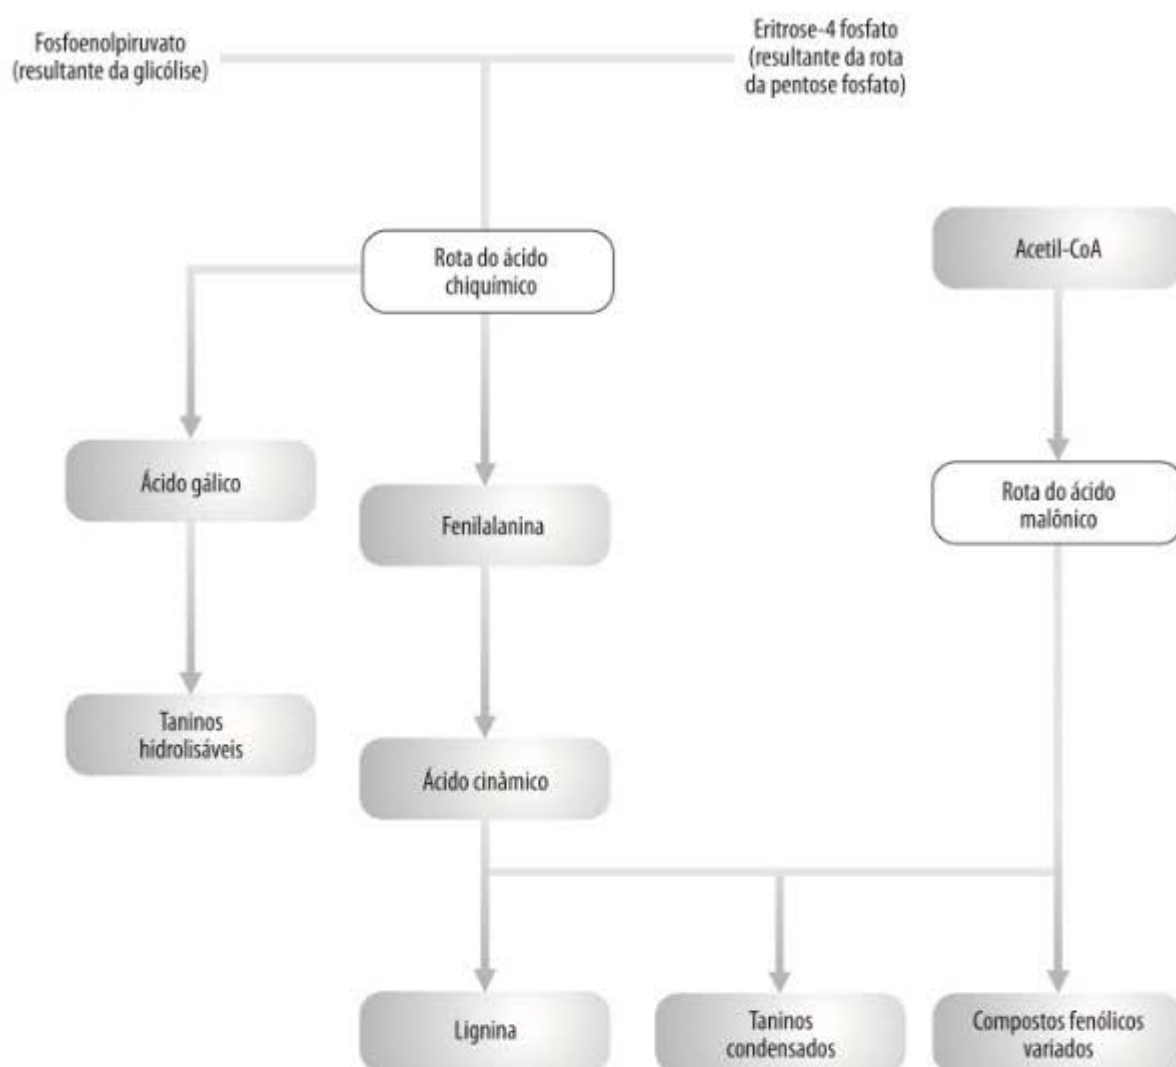 Fosfoenolpiruvato
(resultante da glicólise)
Eritrose-4 fosfato
(resultante da rota
da pentose fosfato)
Rota do ácido
chiquímico
Acetil-CoA
Ácido gálico
Fenilalanina
Rota do ácido
malônico
Taninos
hidrolisáveis
Ácido cinâmico
Lignina
Taninos
condensados
Compostos fenólicos
variados